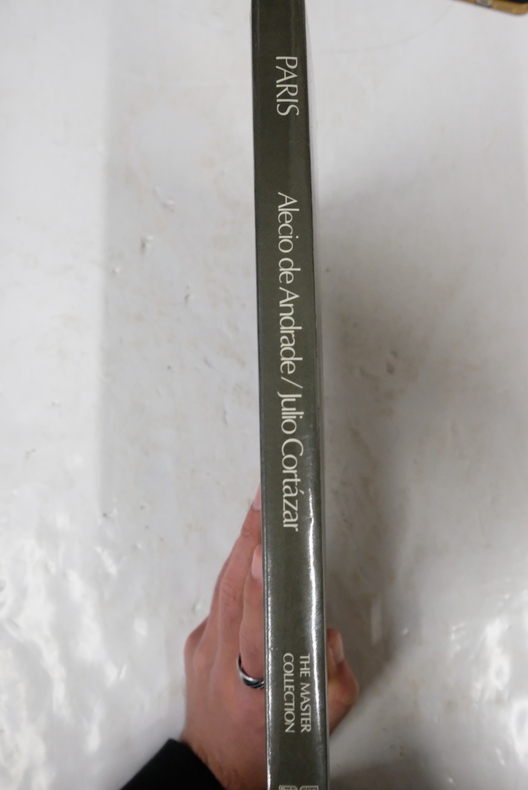 PARIS
Alecio de Andrade / Julio Cortázar
THE MASTER
COLLECTION